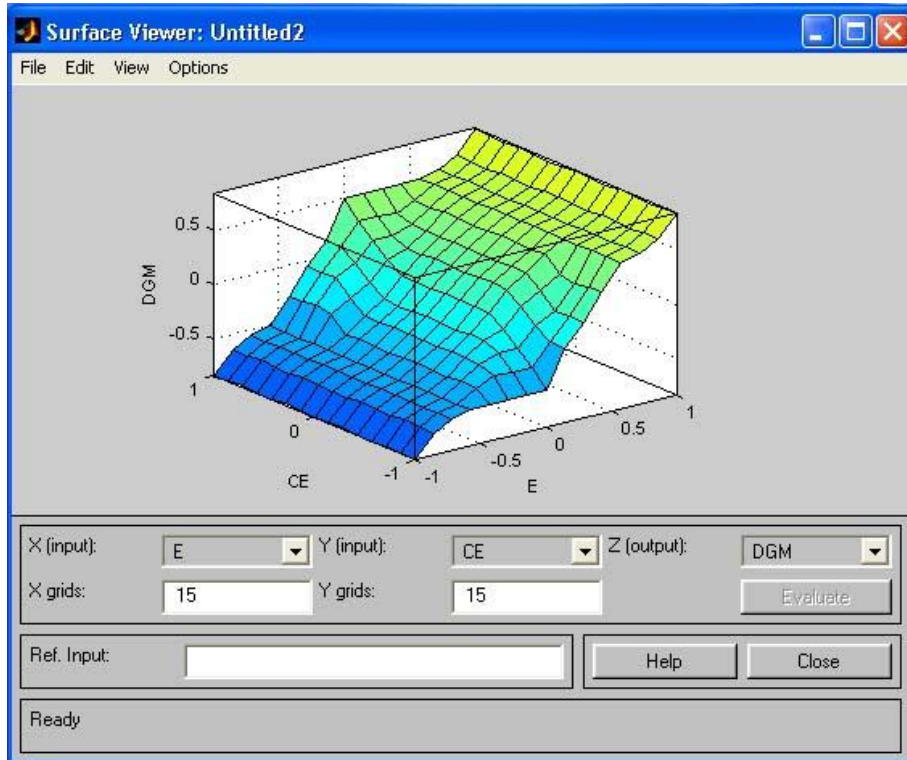 Surface Viewer: Untitled2
File Edit View Options
0.5
0
-0.5
DGM
1
0
-1
CE
-1
-0.5
0
0.5
1
E
X (input): E Y (input): CE Z (output): DGM
X grids: 15 Y grids: 15 Evaluate
Ref. Input: Help Close
Ready